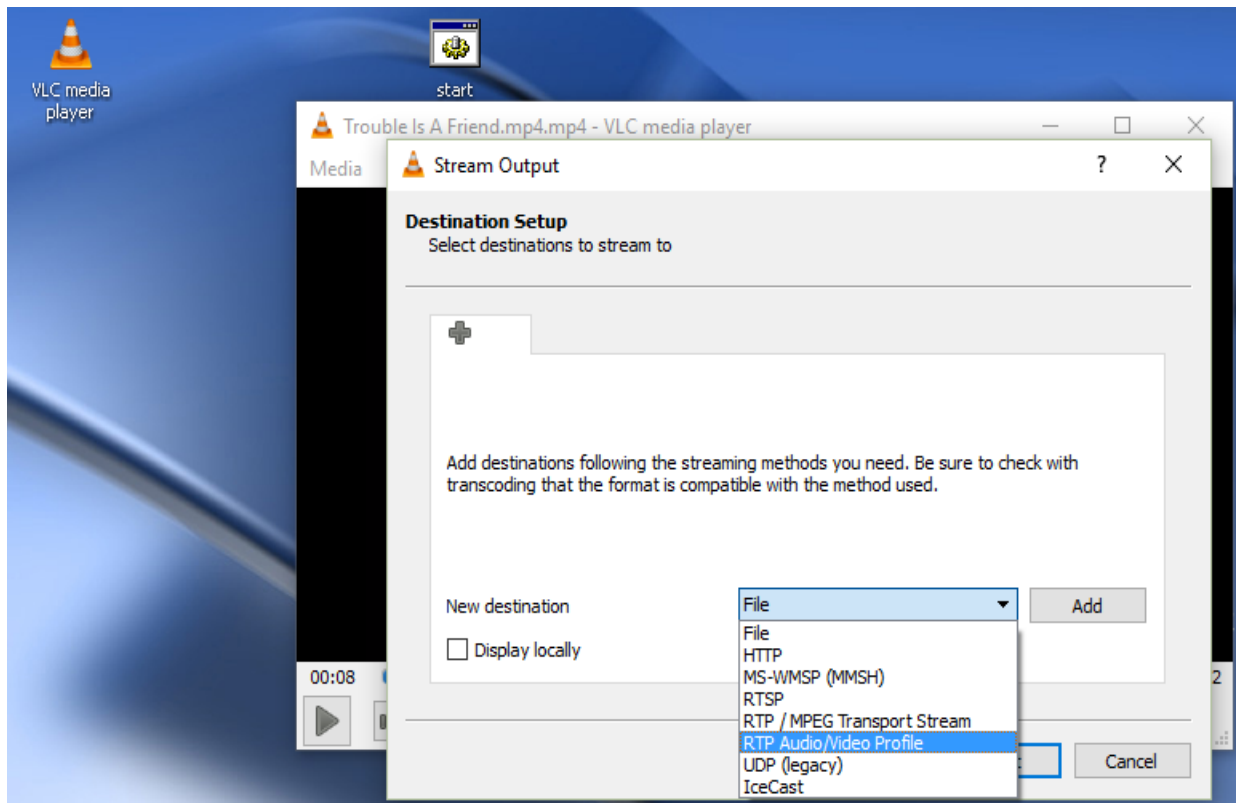 VLC media
player
start
Trouble Is A Friend.mp4.mp4 - VLC media player
Media
Stream Output
?
Destination Setup
Select destinations to stream to
Add destinations following the streaming methods you need. Be sure to check with
transcoding that the format is compatible with the method used.
New destination
File
Add
File
HTTP
MS-WMSP (MMSH)
RTSP
RTP / MPEG Transport Stream
RTP Audio/Video Profile
UDP (legacy)
IceCast
Display locally
00:08
2
Cancel